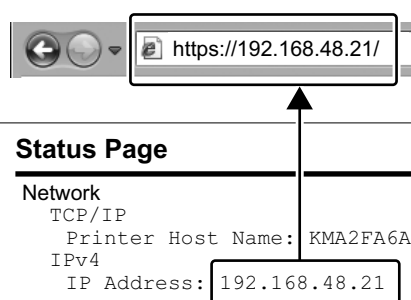 https://192.168.48.21/
Status Page
Network
TCP/IP
Printer Host Name: KMA2FA6A
IPv4
IP Address: 192.168.48.21